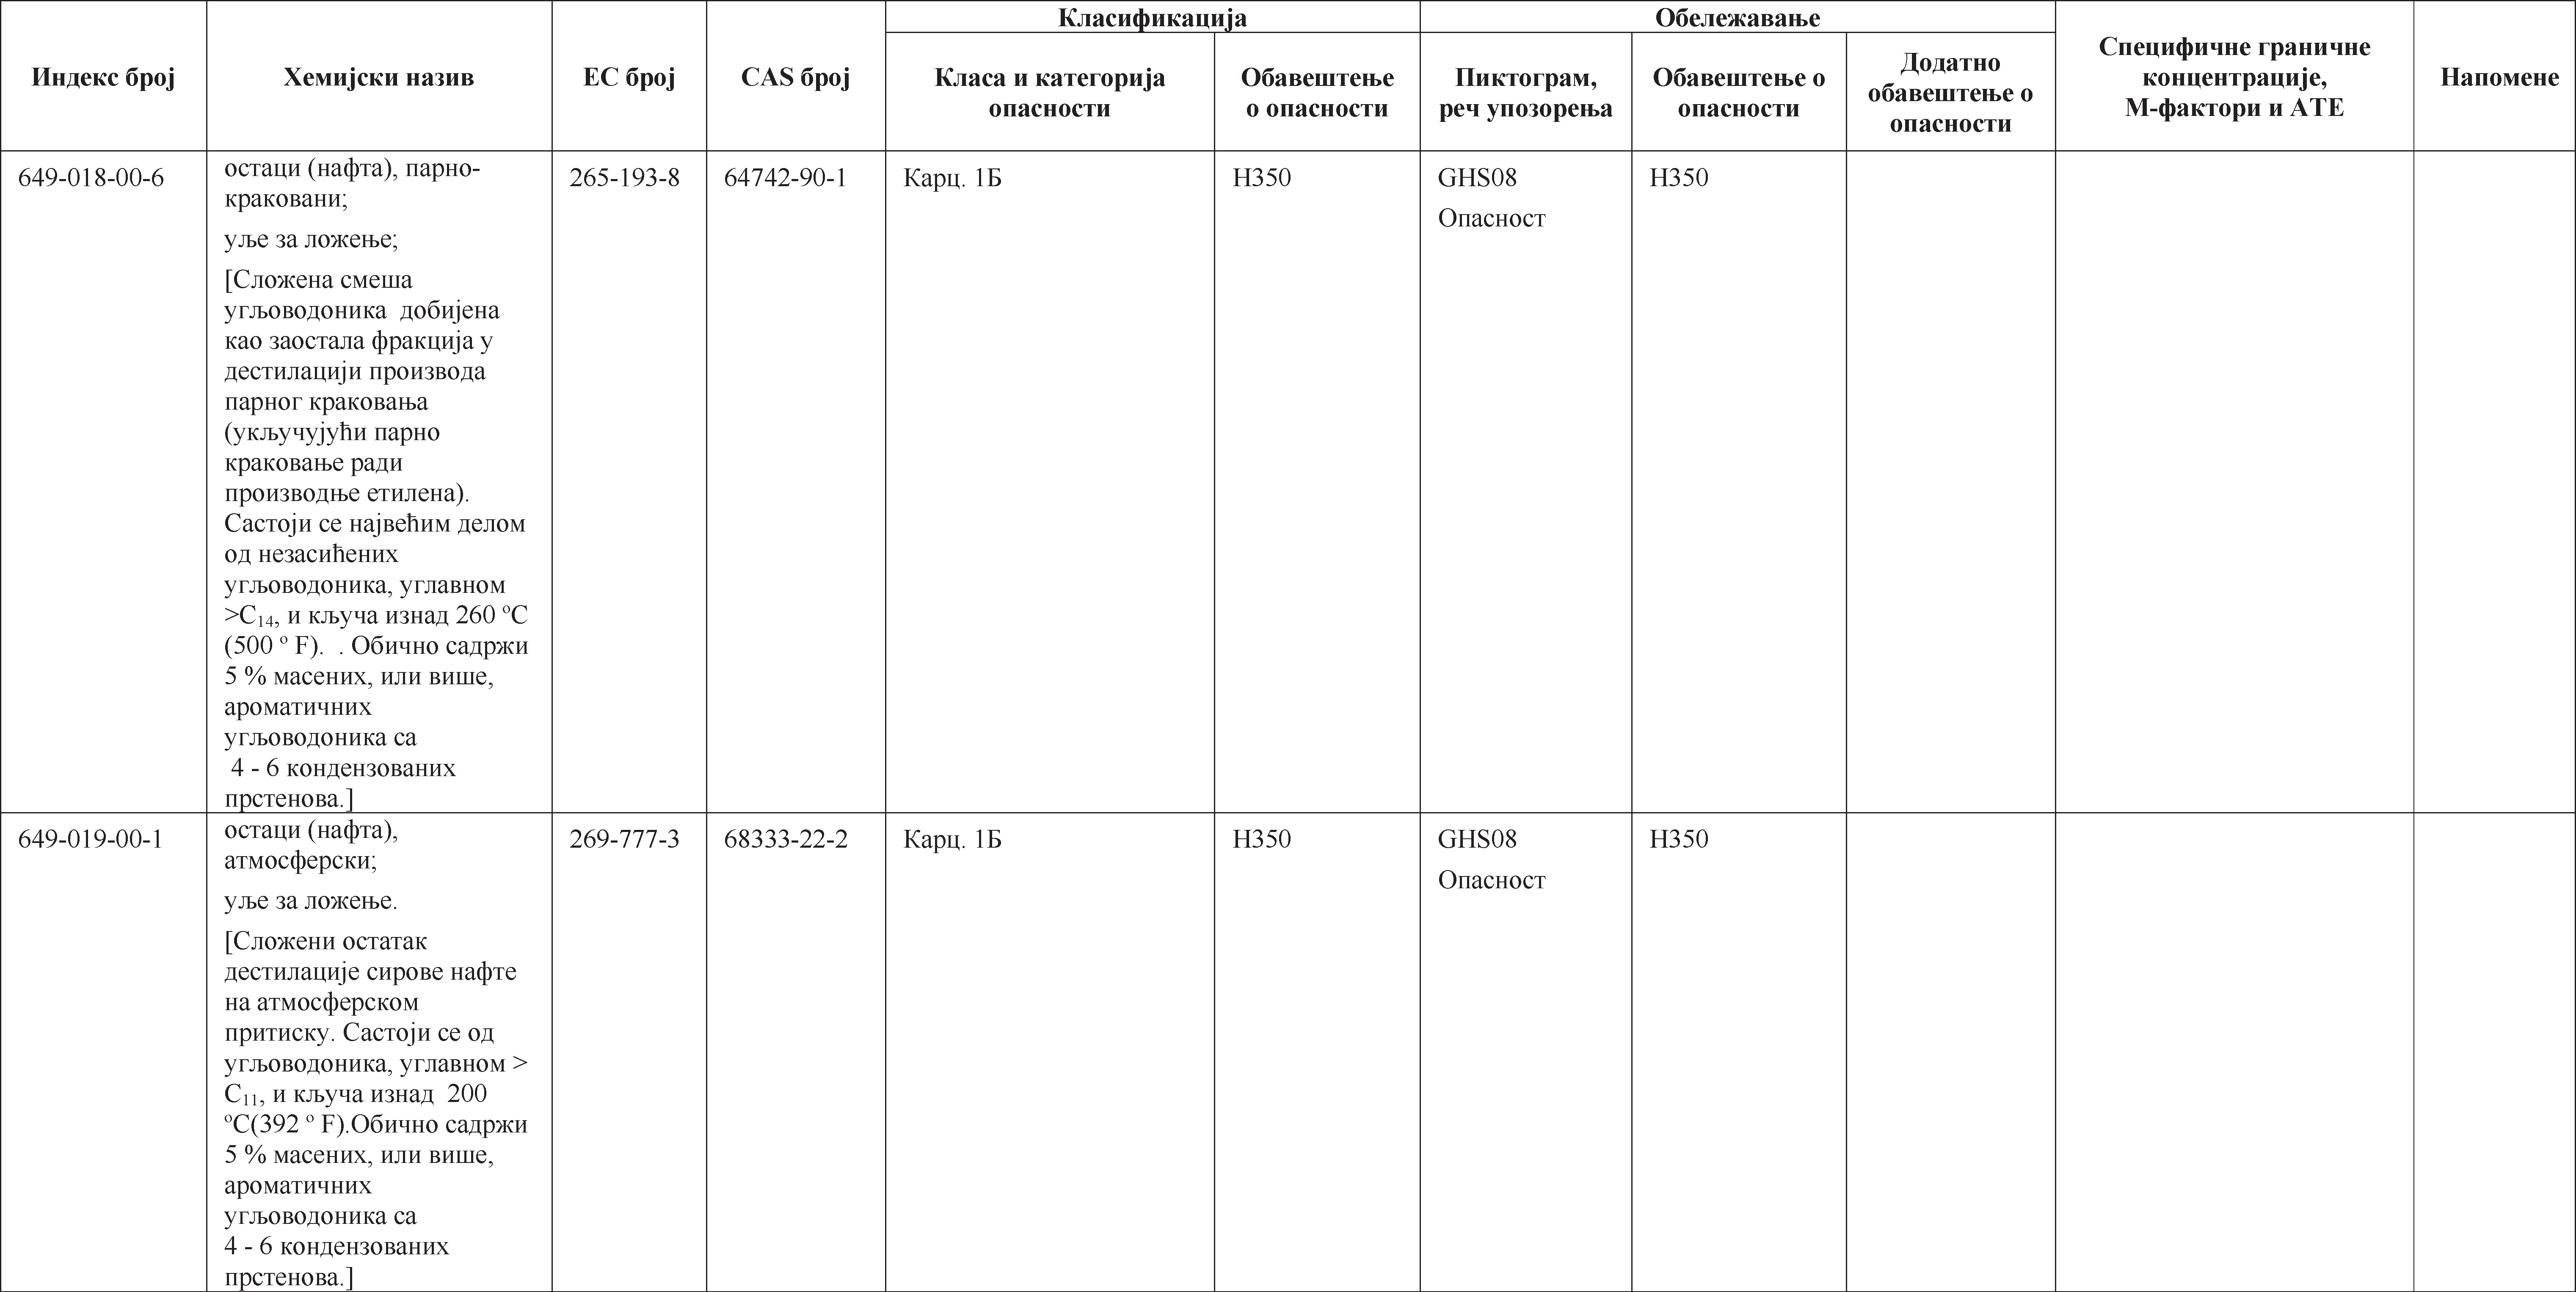 Индекс број
Хемијски назив
ЕС број
CAS број
Класификација
Обележавање
Класа и категорија
опасности
Обавештење
о опасности
Пиктограм,
реч упозорења
Обавештење о
опасности
Додатно
обавештење о
опасности
Специфичне граничне
концентрације,
М-фактори и АТЕ
Напомене
649-018-00-6
остаци (нафта), парно-
краковани;
уље за ложење;
[Сложена смеша
угљоводоника  добијена
као заостала фракција у
дестилацији производа
парног краковања
(укључујући парно
краковање ради
производње етилена).
Састоји се највећим делом
од незасићених
угљоводоника, углавном
>C₁₄, и кључа изнад 260 ºC
(500 º F).  . Обично садржи
5 % масених, или више,
ароматичних
угљоводоника са
4 - 6 кондензованих
прстенова.]
265-193-8
64742-90-1
Карц. 1Б
H350
GHS08
Опасност
H350
649-019-00-1
остаци (нафта),
атмосферски;
уље за ложење.
[Сложени остатак
дестилације сирове нафте
на атмосферском
притиску. Састоји се од
угљоводоника, углавном >
C₁₁, и кључа изнад  200
ºC(392 º F).Обично садржи
5 % масених, или више,
ароматичних
угљоводоника са
4 - 6 кондензованих
прстенова.]
269-777-3
68333-22-2
Карц. 1Б
H350
GHS08
Опасност
H350